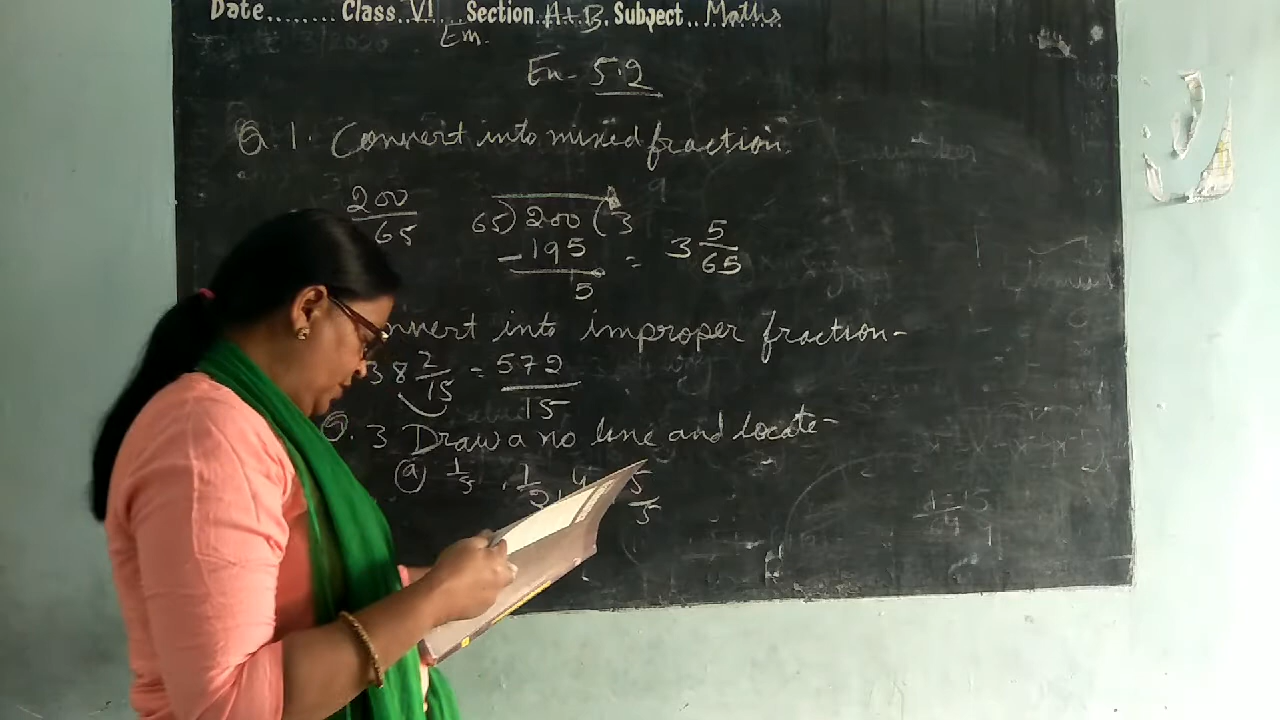 Date........ Class VI Section A+B Subject Maths
Em.
Ex- 5.2
Q.1. Convert into mixed fraction.
200/65 65) 200 (3
-195
5
= 3 5/65
nvert into improper fraction-
38 2/15 = 572/15
Q.3 Draw a no line and locate-
(a) 1/5, 1/2, 4 5/5